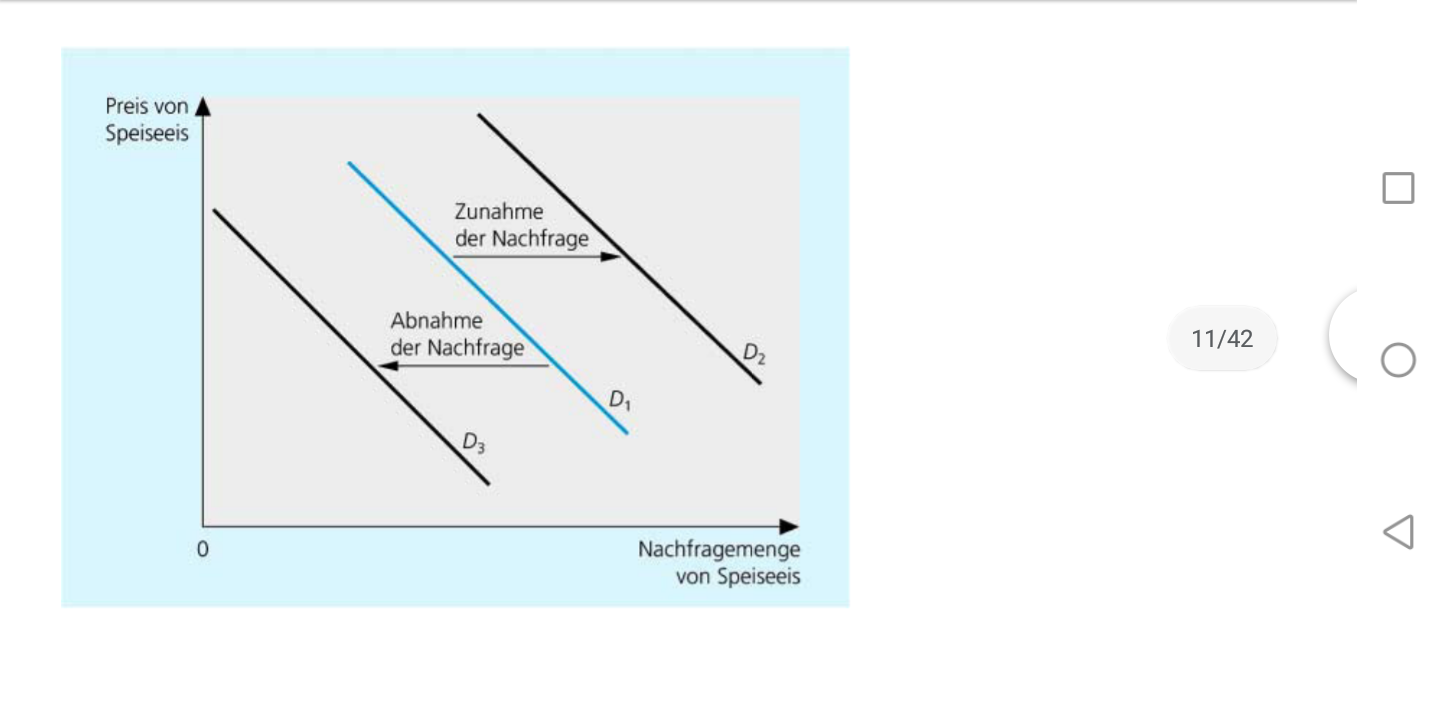 Preis von
Speiseeis
Zunahme
der Nachfrage
Abnahme
der Nachfrage
D2
D1
D3
11/42
0
Nachfragemenge
von Speiseeis